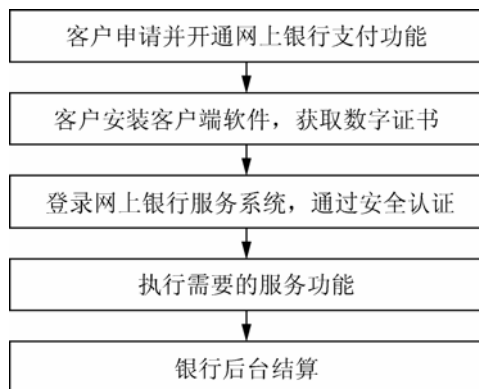 客户申请并开通网上银行支付功能
客户安装客户端软件，获取数字证书
登录网上银行服务系统，通过安全认证
执行需要的服务功能
银行后台结算